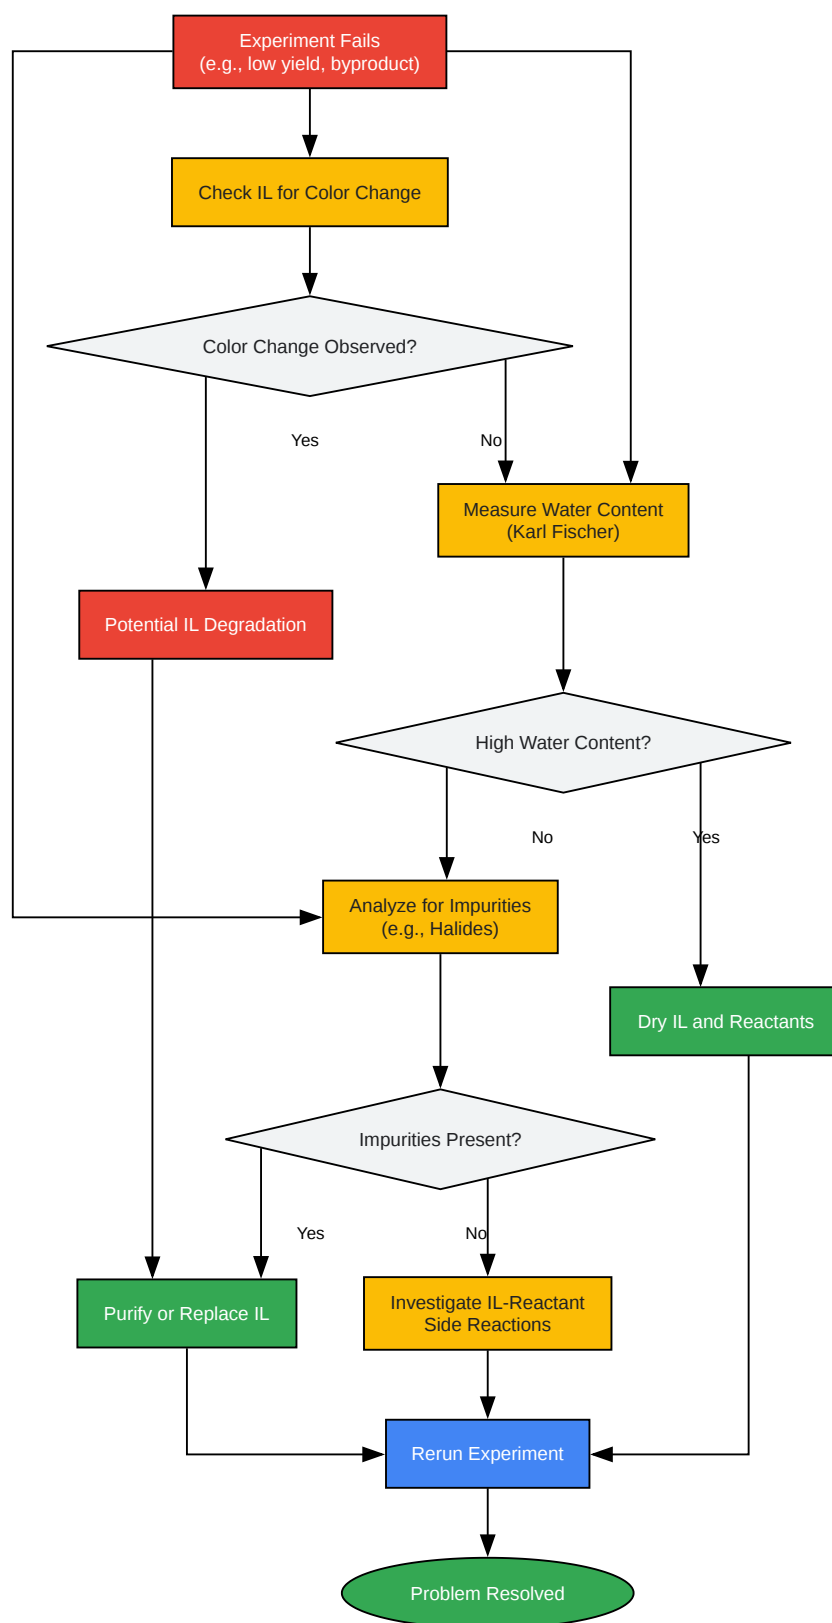 Experiment Fails
(e.g., low yield, byproduct)
Check IL for Color Change
Color Change Observed?
Yes
No
Measure Water Content
(Karl Fischer)
Potential IL Degradation
High Water Content?
No
Yes
Analyze for Impurities
(e.g., Halides)
Dry IL and Reactants
Impurities Present?
Yes
No
Purify or Replace IL
Investigate IL-Reactant
Side Reactions
Rerun Experiment
Problem Resolved